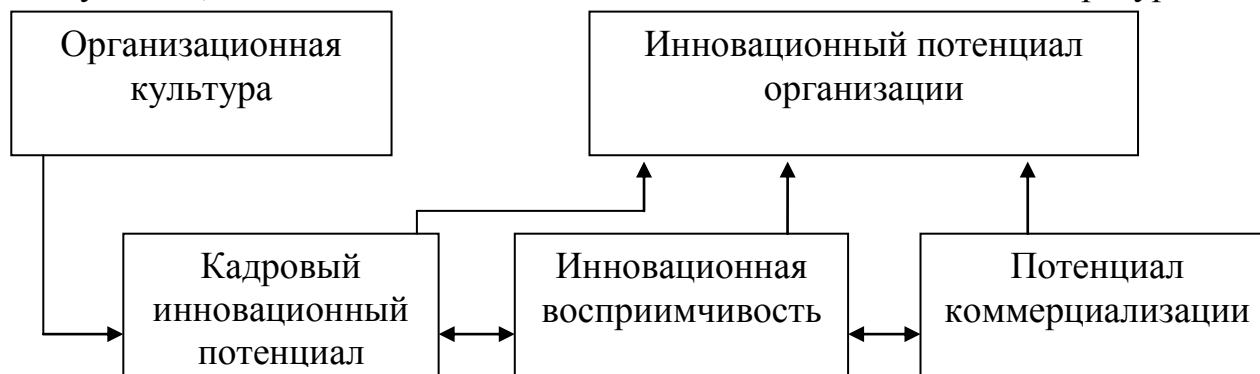 Организационная
культура
Инновационный потенциал
организации
Кадровый
инновационный
потенциал
Инновационная
восприимчивость
Потенциал
коммерциализации